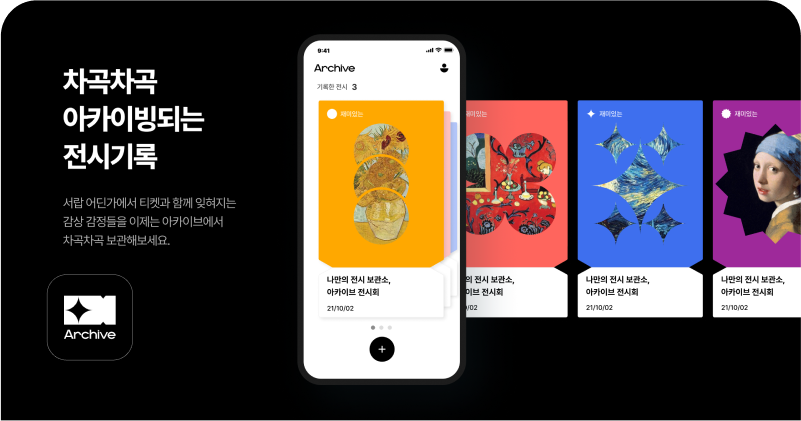 차곡차곡
아카이빙되는
전시기록
서랍 어딘가에서 티켓과 함께 잊혀지는
감상 감정들을 이제는 아카이브에서
차곡차곡 보관해보세요.
Archive
9:41
Archive
기록한 전시 3
재미있는
나만의 전시 보관소,
아카이브 전시회
21/10/02
+
재미있는
의 전시 보관소,
이브 전시회
0/02
재미있는
나만의 전시 보관소,
아카이브 전시회
21/10/02
재미있는
나만의 전시 보관소,
아카이브 전시회
21/10/02